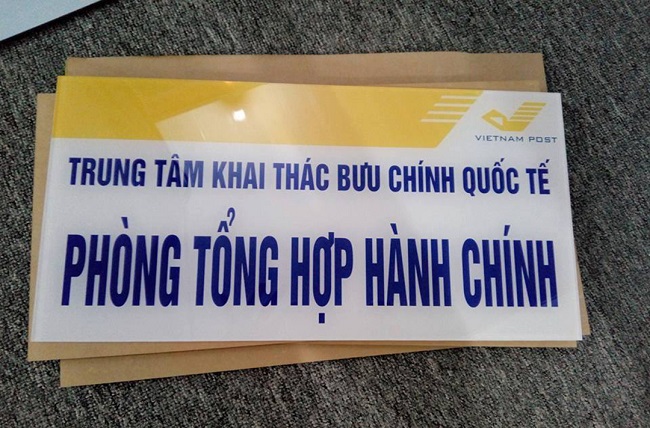 VIETNAM POST
TRUNG TÂM KHAI THÁC BƯU CHÍNH QUỐC TẾ
PHÒNG TỔNG HỢP HÀNH CHÍNH